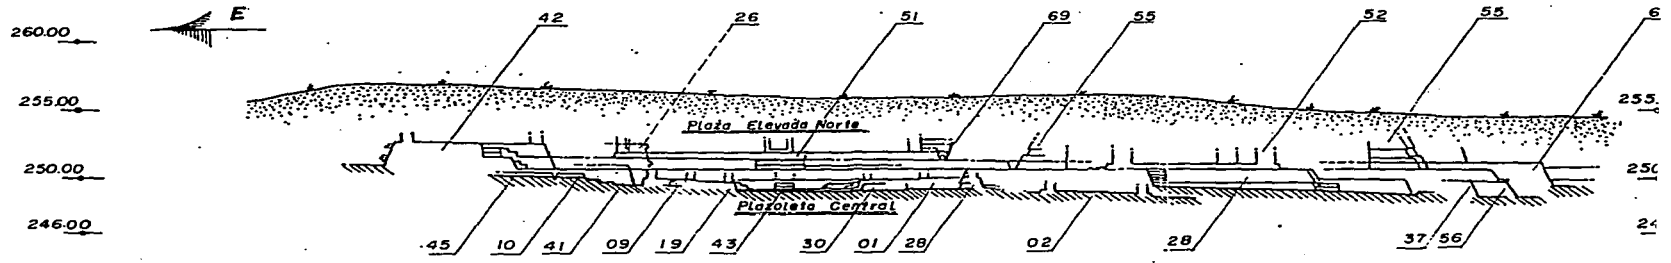 E 42 26 51 69 55 52 55 6
260.00
255.00 255.
Plaza Elevada Norte
250.00 250
Plazoleta Central
246.00 24
45 10 41 09 19 43 30 01 28 02 28 37 56